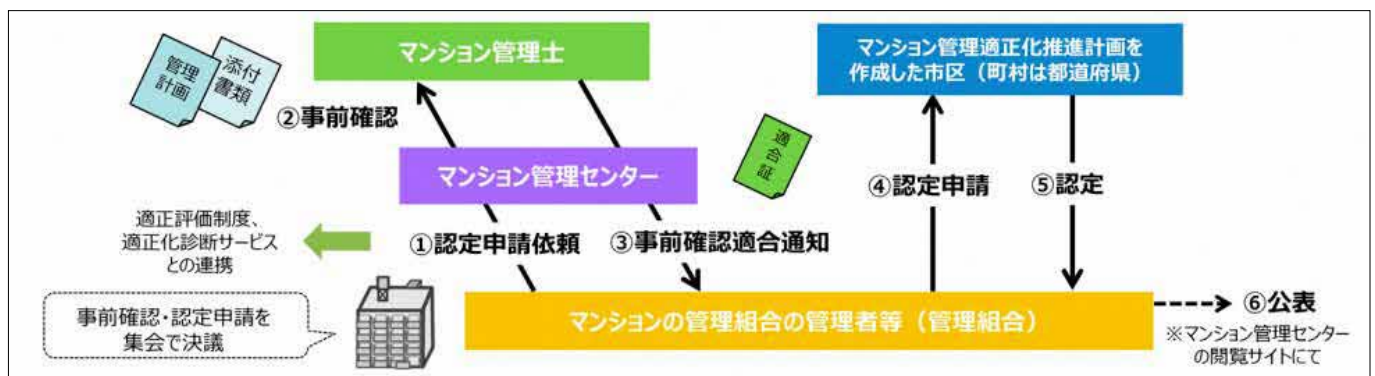 マンション管理士
マンション管理適正化推進計画を
作成した市区（町村は都道府県）
管理
計画
添付
書類
②事前確認
適合証
マンション管理センター
④認定申請
⑤認定
適正評価制度、
適正化診断サービス
との連携
①認定申請依頼
③事前確認適合通知
事前確認・認定申請を
集会で決議
マンションの管理組合の管理者等（管理組合）
⑥公表
※マンション管理センター
の閲覧サイトにて